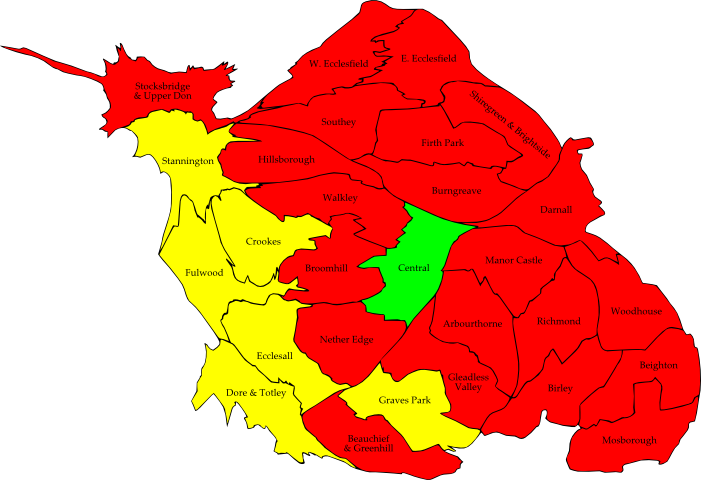 W. Ecclesfield
E. Ecclesfield
Stocksbridge
& Upper Don
Shiregreen & Brightside
Southey
Firth Park
Stannington
Hillsborough
Burngreave
Walkley
Darnall
Crookes
Manor Castle
Fulwood
Broomhill
Central
Woodhouse
Arbourthorne
Richmond
Nether Edge
Ecclesall
Beighton
Gleadless
Valley
Birley
Dore & Totley
Graves Park
Beauchief
& Greenhill
Mosborough